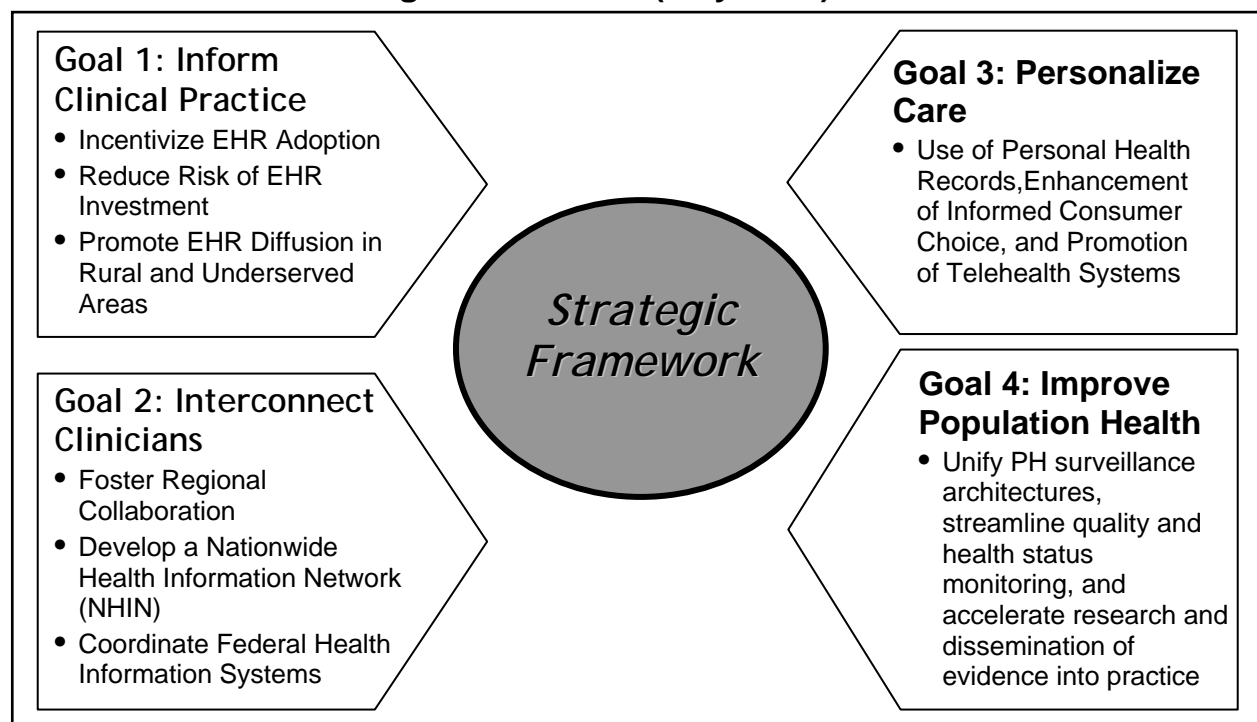 Goal 1: Inform
Clinical Practice
• Incentivize EHR Adoption
• Reduce Risk of EHR
Investment
• Promote EHR Diffusion in
Rural and Underserved
Areas
Goal 2: Interconnect
Clinicians
• Foster Regional
Collaboration
• Develop a Nationwide
Health Information Network
(NHIN)
• Coordinate Federal Health
Information Systems
Strategic
Framework
Goal 3: Personalize
Care
• Use of Personal Health
Records,Enhancement
of Informed Consumer
Choice, and Promotion
of Telehealth Systems
Goal 4: Improve
Population Health
• Unify PH surveillance
architectures,
streamline quality and
health status
monitoring, and
accelerate research and
dissemination of
evidence into practice